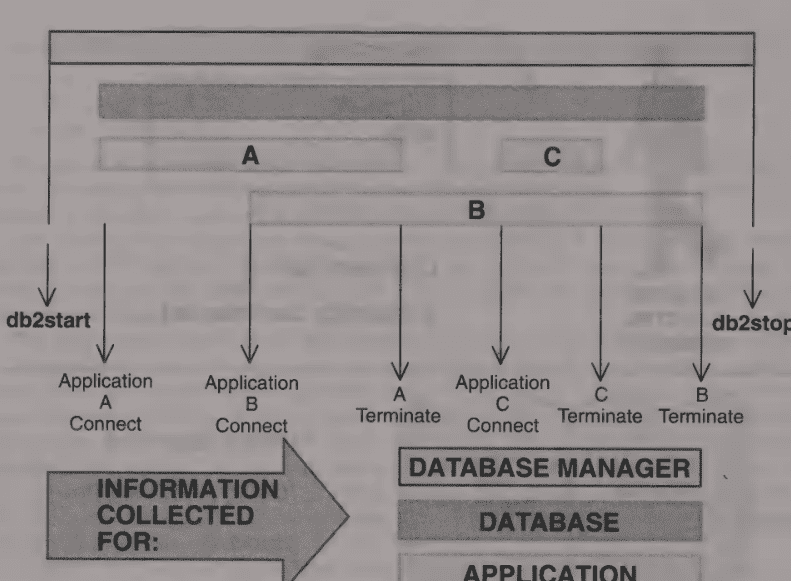 A
C
B
db2start
db2stop
Application
A
Connect
Application
B
Connect
A
Terminate
Application
C
Connect
C
Terminate
B
Terminate
INFORMATION
COLLECTED
FOR:
DATABASE MANAGER
DATABASE
APPLICATION